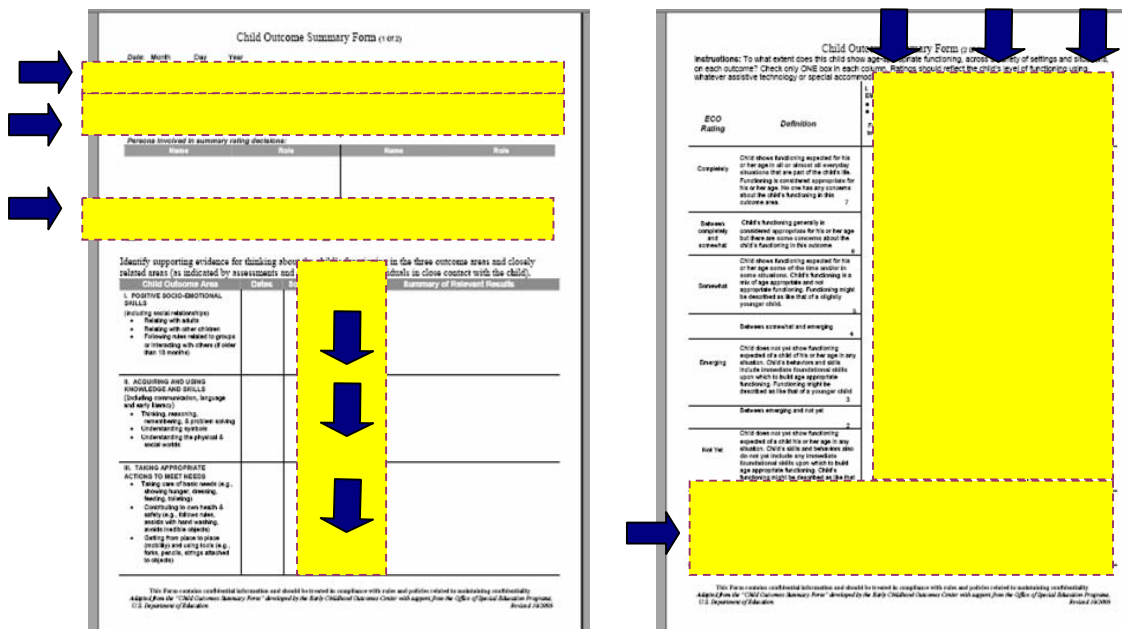 Child Outcome Summary Form (1 of 2)
Date: Month Day Year
Persons involved in summary rating decisions:
Name Role Name Role
Identify supporting evidence for thinking about in the three outcome areas and closely
related areas (as indicated by assessments and individuals in close contact with the child).
Child Outcome Area Dates Summary of Relevant Results
I. POSITIVE SOCIO-EMOTIONAL
SKILLS
(including social relationships)
• Relating with adults
• Relating with other children
• Following rules related to groups
or interacting with others (if older
than 18 months)
II. ACQUIRING AND USING
KNOWLEDGE AND SKILLS
(Including communication, language
and early literacy)
• Thinking, reasoning,
remembering, & problem solving
• Understanding symbols
• Understanding the physical &
social worlds
III. TAKING APPROPRIATE
ACTIONS TO MEET NEEDS
• Taking care of basic needs (e.g.,
showing hunger, dressing,
feeding, toileting)
• Contributing to own health &
safety (e.g., follows rules,
assists with hand washing,
avoids inedible objects)
• Getting from place to place
(mobility) and using tools (e.g.,
forks, pencils, strings attached
to objects)
This Form contains confidential information and should be treated in compliance with rules and policies related to maintaining confidentiality
Adapted from the "Child Outcomes Summary Form" developed by the Early Childhood Outcomes Center with support from the Office of Special Education Programs,
U.S. Department of Education Revised
Child Form
Instructions: To what extent does this child show functioning, across of settings and
on each outcome? Check only ONE box in each column. Ratings should reflect the child's level of functioning using
whatever assistive technology or special
ECO
Rating
Definition
Completely
Child shows functioning expected for his
or her age in all or almost all everyday
situations that are part of the child's life.
Functioning is considered appropriate for
his or her age. No one has any concerns
about the child's functioning in this
outcome area. 7
Between
completely
and
somewhat
Child's functioning generally is
considered appropriate for his or her age
but there are some concerns about the
child's functioning in this outcome 6
Somewhat
Child shows functioning expected for his
or her age some of the time and/or in
some situations. Child's functioning is a
mix of age appropriate and not
appropriate functioning. Functioning might
be described as like that of a slightly
younger child. 5
Between somewhat and emerging
4
Emerging
Child does not yet show functioning
expected of a child of his or her age in any
situation. Child's behaviors and skills
include immediate foundational skills
upon which to build age appropriate
functioning. Functioning might be
described as like that of a younger child
3
Between emerging and not yet
2
Not Yet
Child does not yet show functioning
expected of a child his or her age in any
situation. Child's skills and behaviors also
do not yet include any immediate
foundational skills upon which to build
age appropriate functioning. Child's
functioning might be described as like that
This Form contains confidential information and should be treated in compliance with rules and policies related to maintaining confidentiality
Adapted from the "Child Outcomes Summary Form" developed by the Early Childhood Outcomes Center with support from the Office of Special Education Programs,
U.S. Department of Education Revised